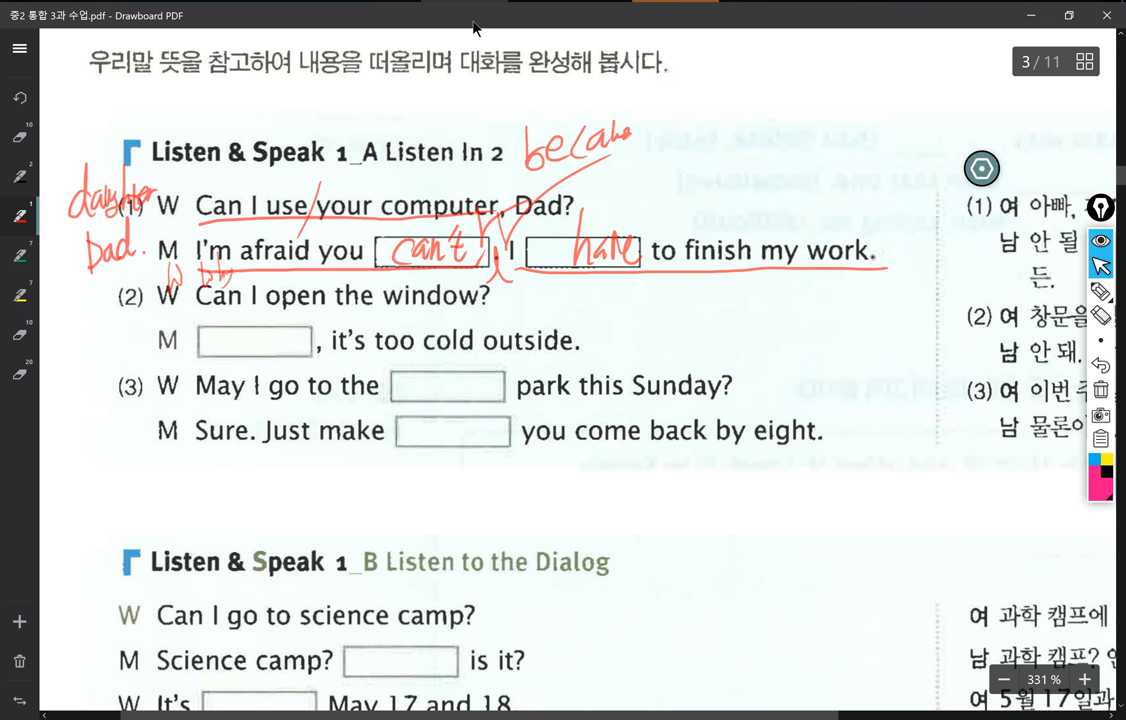 중2 통합 3과 수업.pdf - Drawboard PDF
우리말 뜻을 참고하여 내용을 떠올리며 대화를 완성해 봅시다.
3 / 11
Listen & Speak 1_A Listen In 2
because
daughter
(1) W Can I use your computer, Dad?
Dad.
M I'm afraid you can't. I have to finish my work.
(2) W Can I open the window?
M , it's too cold outside.
(3) W May I go to the park this Sunday?
M Sure. Just make you come back by eight.
(1) 여 아빠,
남 안 될
든.
(2) 여 창문을
남 안 돼.
(3) 여 이번 주
남 물론이
Listen & Speak 1_B Listen to the Dialog
W Can I go to science camp?
M Science camp? is it?
W It's May 17 and 18.
여 과학 캠프에
남 과학 캠프?
여 5월 17일과
331 %
10
2
1
7
7
10
20